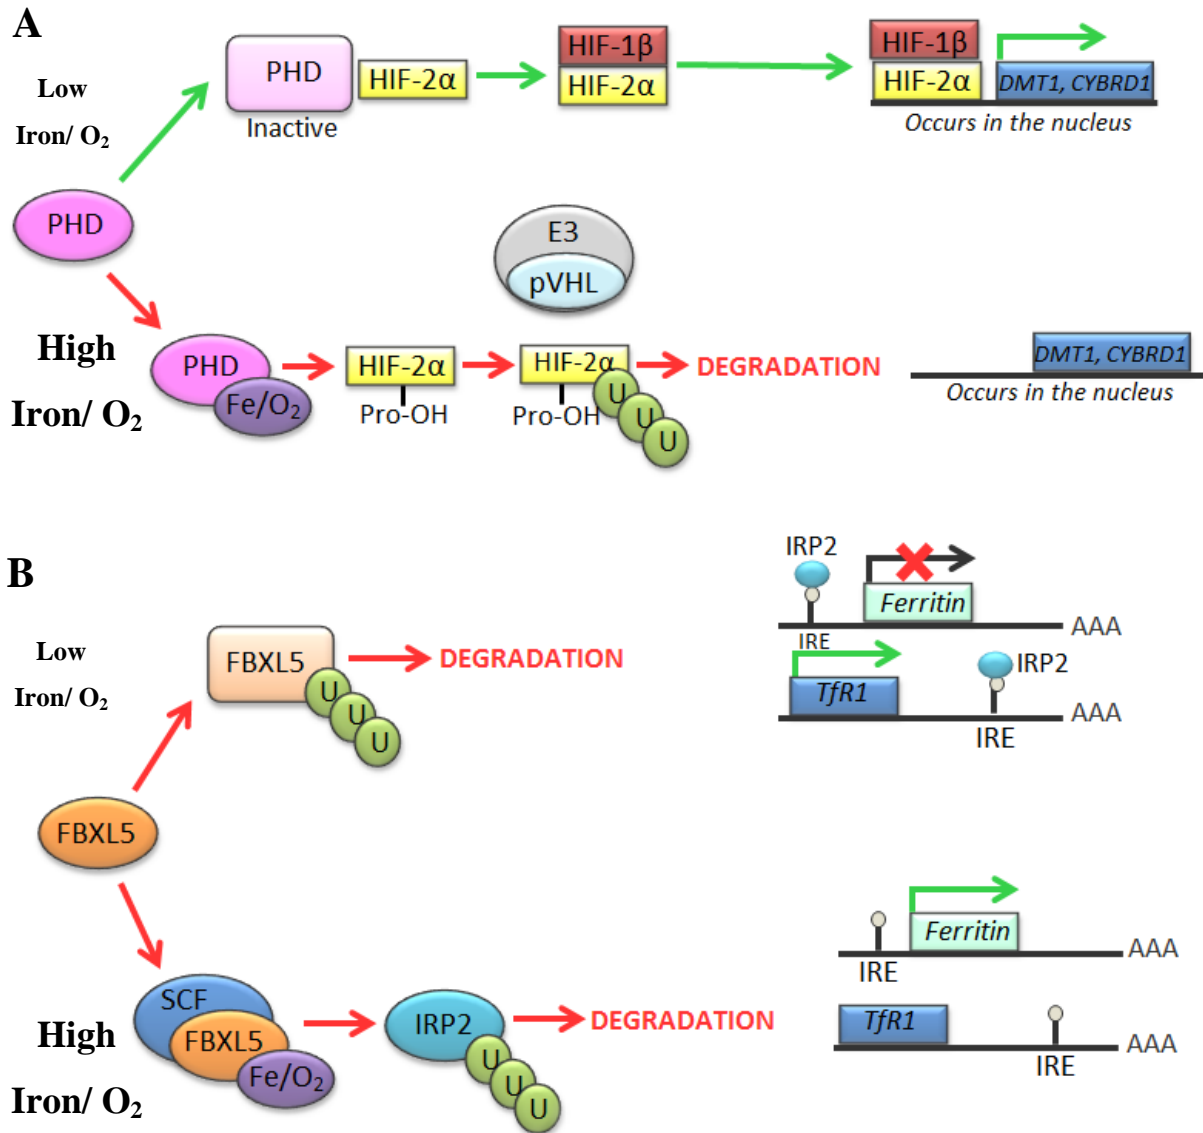 A
Low
Iron/ O₂
PHD
Inactive
HIF-2α
HIF-1β
HIF-2α
HIF-1β
HIF-2α
DMT1, CYBRD1
Occurs in the nucleus
PHD
E3
pVHL
High
Iron/ O₂
PHD
Fe/O₂
HIF-2α
Pro-OH
HIF-2α
Pro-OH
U
U
U
DEGRADATION
DMT1, CYBRD1
Occurs in the nucleus
B
Low
Iron/ O₂
FBXL5
U
U
U
DEGRADATION
IRP2
IRE
Ferritin
AAA
TfR1
IRP2
IRE
AAA
FBXL5
High
Iron/ O₂
SCF
FBXL5
Fe/O₂
IRP2
U
U
U
DEGRADATION
IRE
Ferritin
AAA
TfR1
IRE
AAA